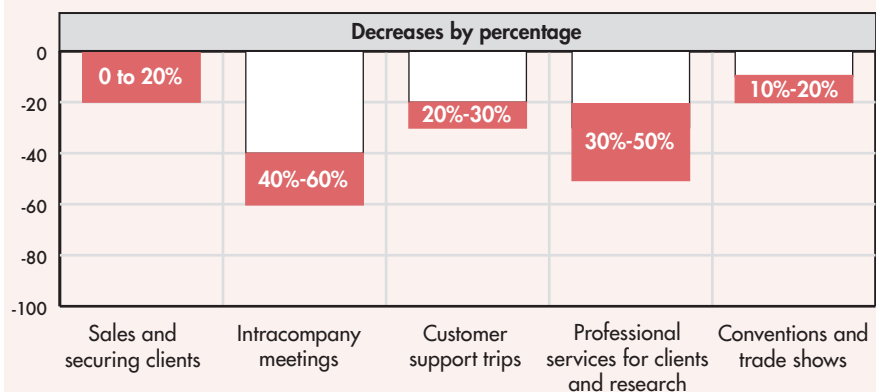 Decreases by percentage
0
-20
-40
-60
-80
-100
0 to 20%
40%-60%
20%-30%
30%-50%
10%-20%
Sales and
securing clients
Intracompany
meetings
Customer
support trips
Professional
services for clients
and research
Conventions and
trade shows